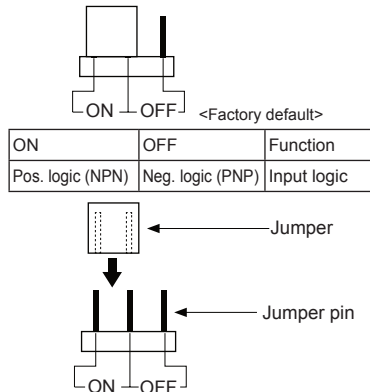 ON OFF <Factory default>
ON OFF Function
Pos. logic (NPN) Neg. logic (PNP) Input logic
Jumper
Jumper pin
ON OFF